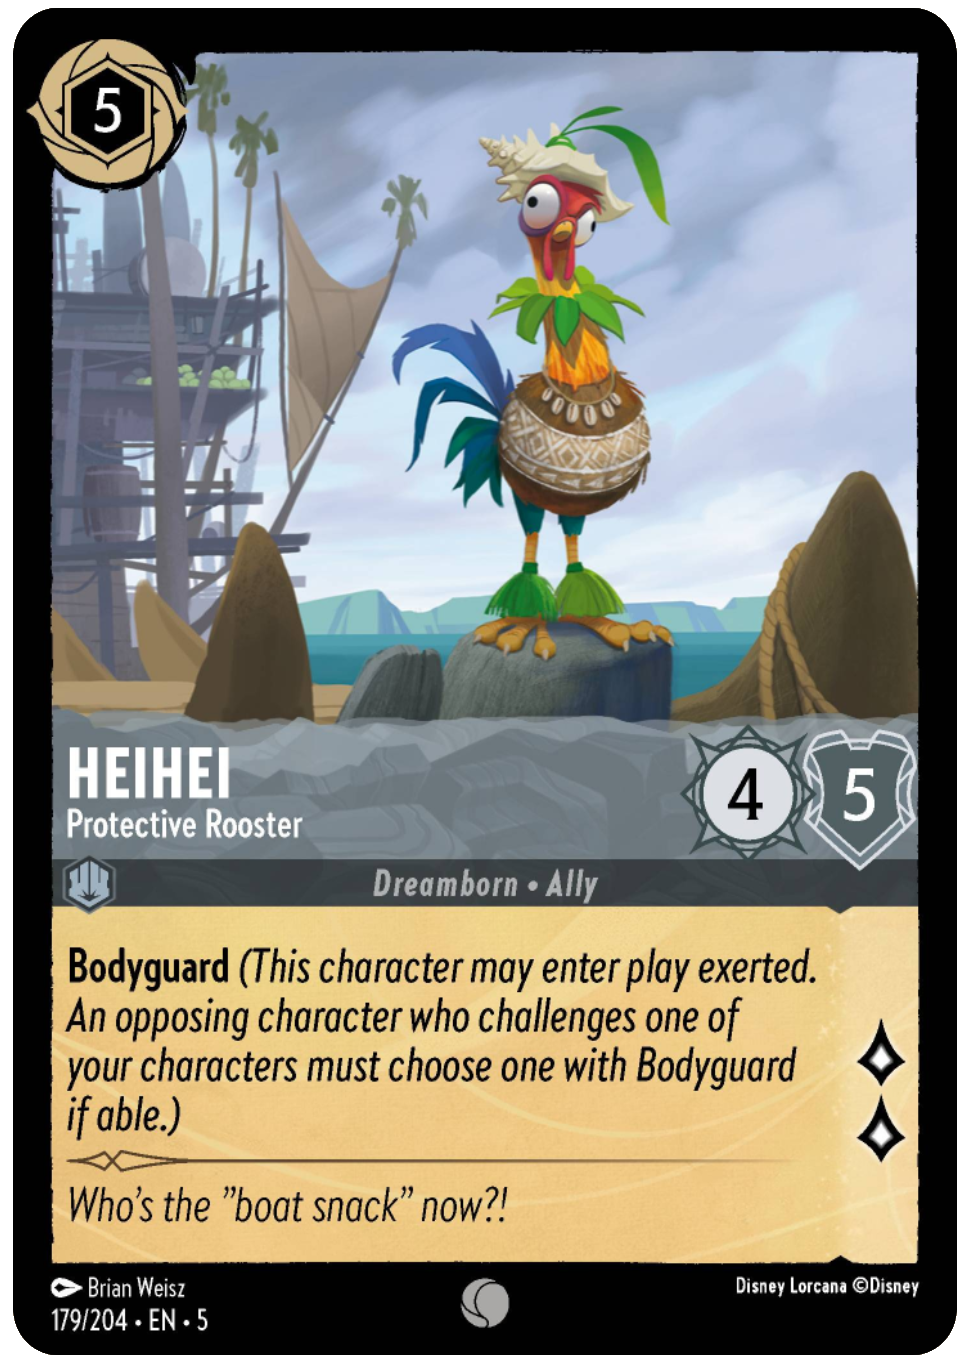 5
HEIHEI
Protective Rooster
4
5
Dreamborn • Ally
Bodyguard (This character may enter play exerted.
An opposing character who challenges one of
your characters must choose one with Bodyguard
if able.)
Who's the ”boat snack” now?!
Brian Weisz
Disney Lorcana ©Disney
179/204 • EN • 5